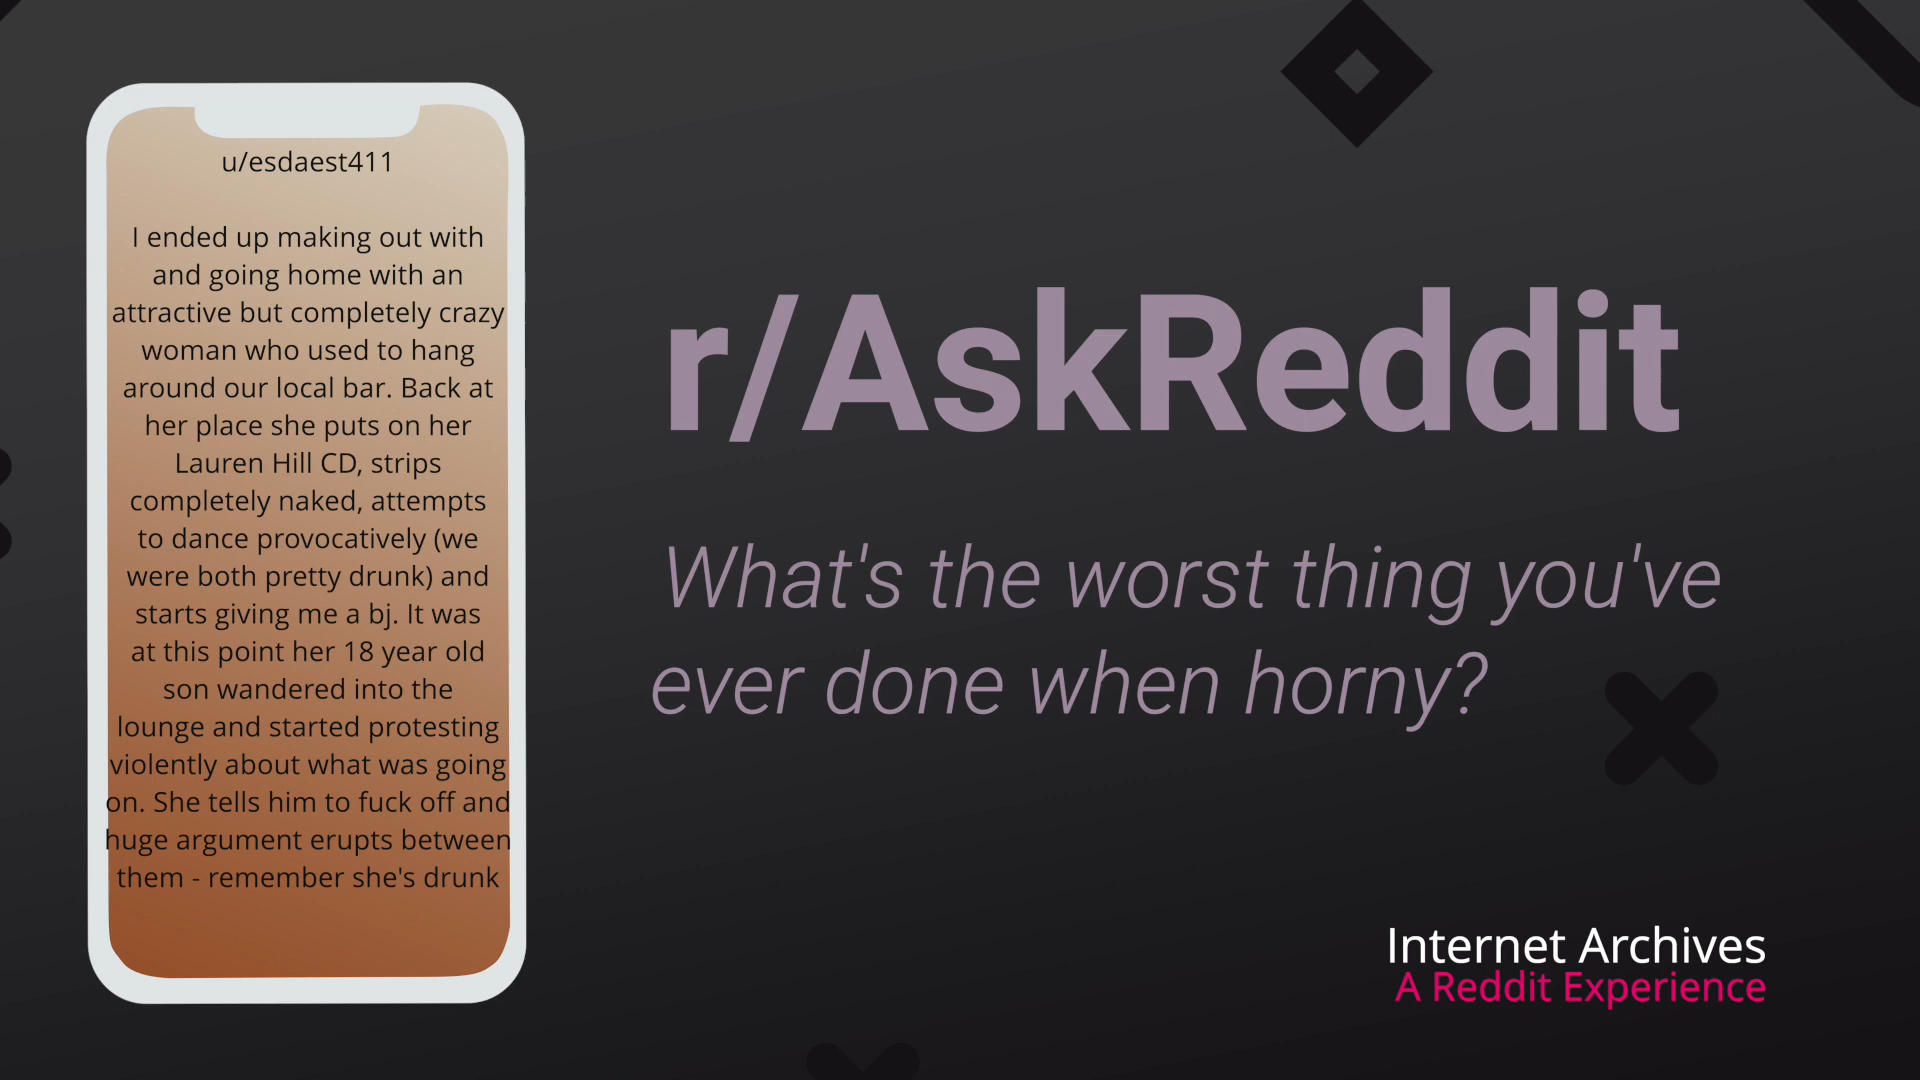 u/esdaest411
I ended up making out with
and going home with an
attractive but completely crazy
woman who used to hang
around our local bar. Back at
her place she puts on her
Lauren Hill CD, strips
completely naked, attempts
to dance provocatively (we
were both pretty drunk) and
starts giving me a bj. It was
at this point her 18 year old
son wandered into the
lounge and started protesting
violently about what was going
on. She tells him to fuck off and
huge argument erupts between
them - remember she's drunk
r/AskReddit
What's the worst thing you've
ever done when horny?
Internet Archives
A Reddit Experience